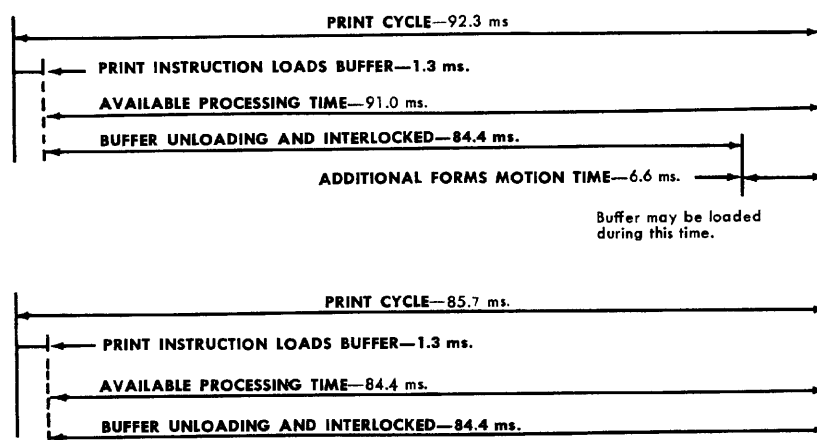 PRINT CYCLE—92.3 ms
PRINT INSTRUCTION LOADS BUFFER—1.3 ms.
AVAILABLE PROCESSING TIME—91.0 ms.
BUFFER UNLOADING AND INTERLOCKED—84.4 ms.
ADDITIONAL FORMS MOTION TIME—6.6 ms.
Buffer may be loaded
during this time.
PRINT CYCLE—85.7 ms.
PRINT INSTRUCTION LOADS BUFFER—1.3 ms.
AVAILABLE PROCESSING TIME—84.4 ms.
BUFFER UNLOADING AND INTERLOCKED—84.4 ms.